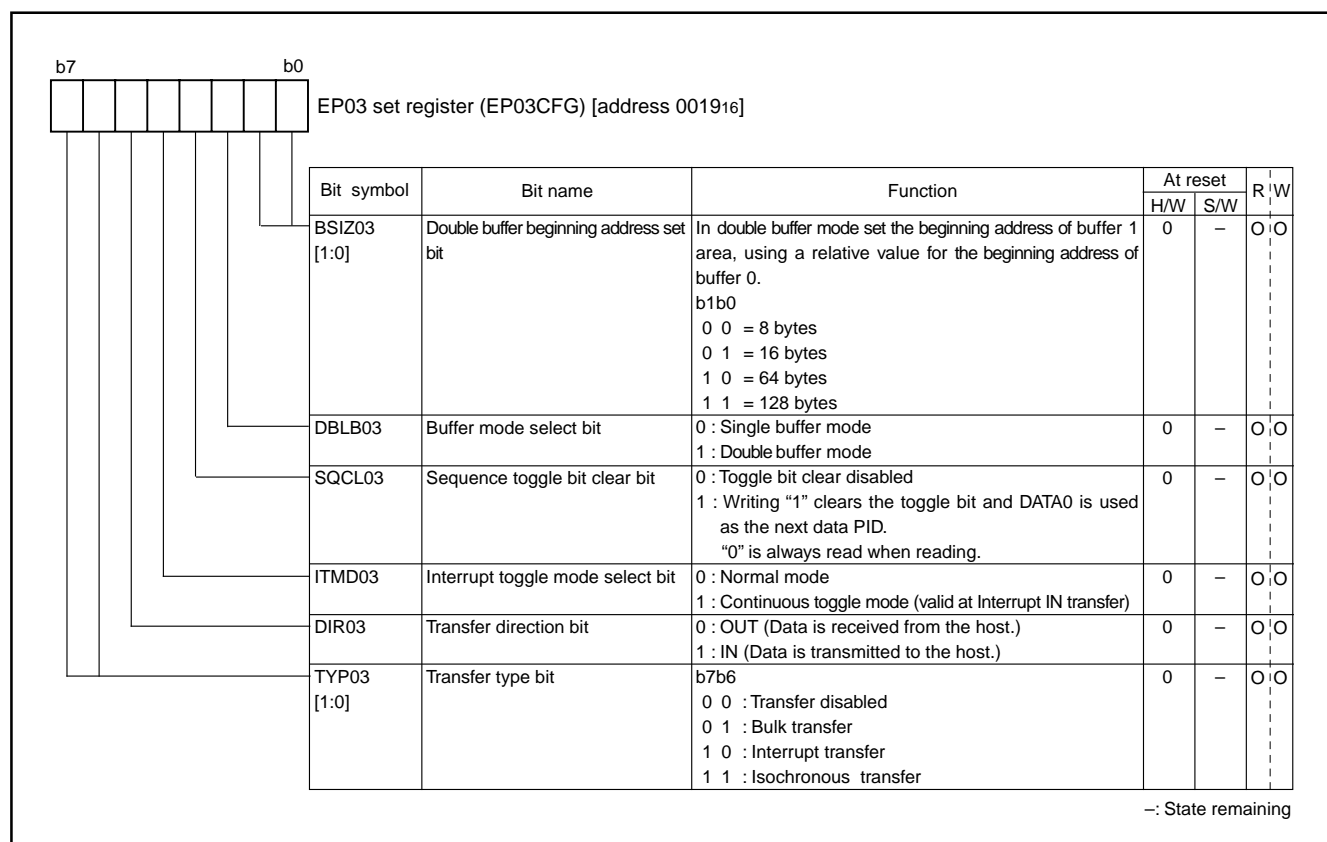 b7 b0
EP03 set register (EP03CFG) [address 001916]
Bit symbol Bit name Function At reset R W
H/W S/W
BSIZ03 Double buffer beginning address set In double buffer mode set the beginning address of buffer 1 0 – O O
[1:0] bit area, using a relative value for the beginning address of
buffer 0.
b1b0
0 0 = 8 bytes
0 1 = 16 bytes
1 0 = 64 bytes
1 1 = 128 bytes
DBLB03 Buffer mode select bit 0 : Single buffer mode 0 – O O
1 : Double buffer mode
SQCL03 Sequence toggle bit clear bit 0 : Toggle bit clear disabled 0 – O O
1 : Writing “1” clears the toggle bit and DATA0 is used
as the next data PID.
“0” is always read when reading.
ITMD03 Interrupt toggle mode select bit 0 : Normal mode 0 – O O
1 : Continuous toggle mode (valid at Interrupt IN transfer)
DIR03 Transfer direction bit 0 : OUT (Data is received from the host.) 0 – O O
1 : IN (Data is transmitted to the host.)
TYP03 Transfer type bit b7b6 0 – O O
[1:0] 0 0 : Transfer disabled
0 1 : Bulk transfer
1 0 : Interrupt transfer
1 1 : Isochronous transfer
–: State remaining